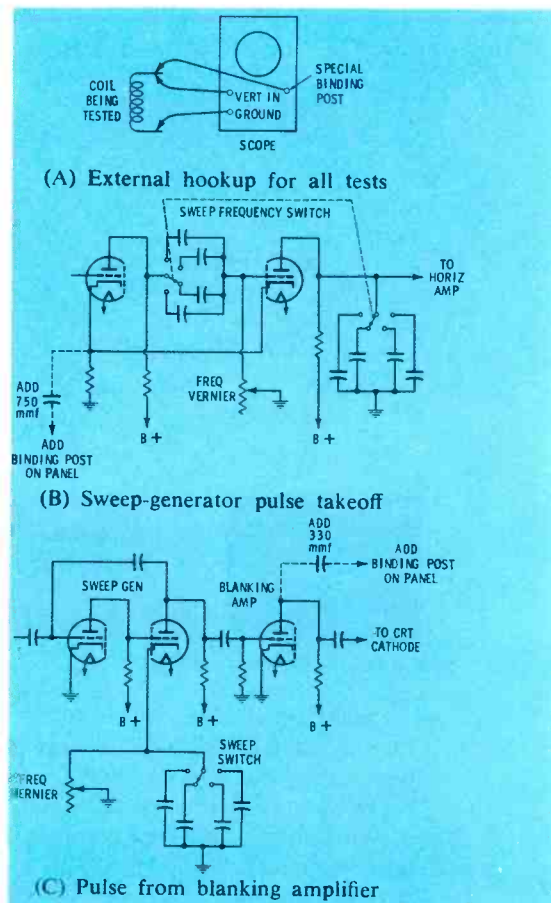 COIL
BEING
TESTED
VERT IN
GROUND
SPECIAL
BINDING
POST
SCOPE
(A) External hookup for all tests
SWEEP FREQUENCY SWITCH
TO
HORIZ
AMP
ADD
750
mmf
FREQ
VERNIER
B+
B+
ADD
BINDING POST
ON PANEL
(B) Sweep-generator pulse takeoff
ADD
330
mmf
ADD
BINDING POST
ON PANEL
SWEEP GEN
BLANKING
AMP
TO CRT
CATHODE
B+
B+
B+
SWEEP
SWITCH
FREQ
VERNIER
(C) Pulse from blanking amplifier